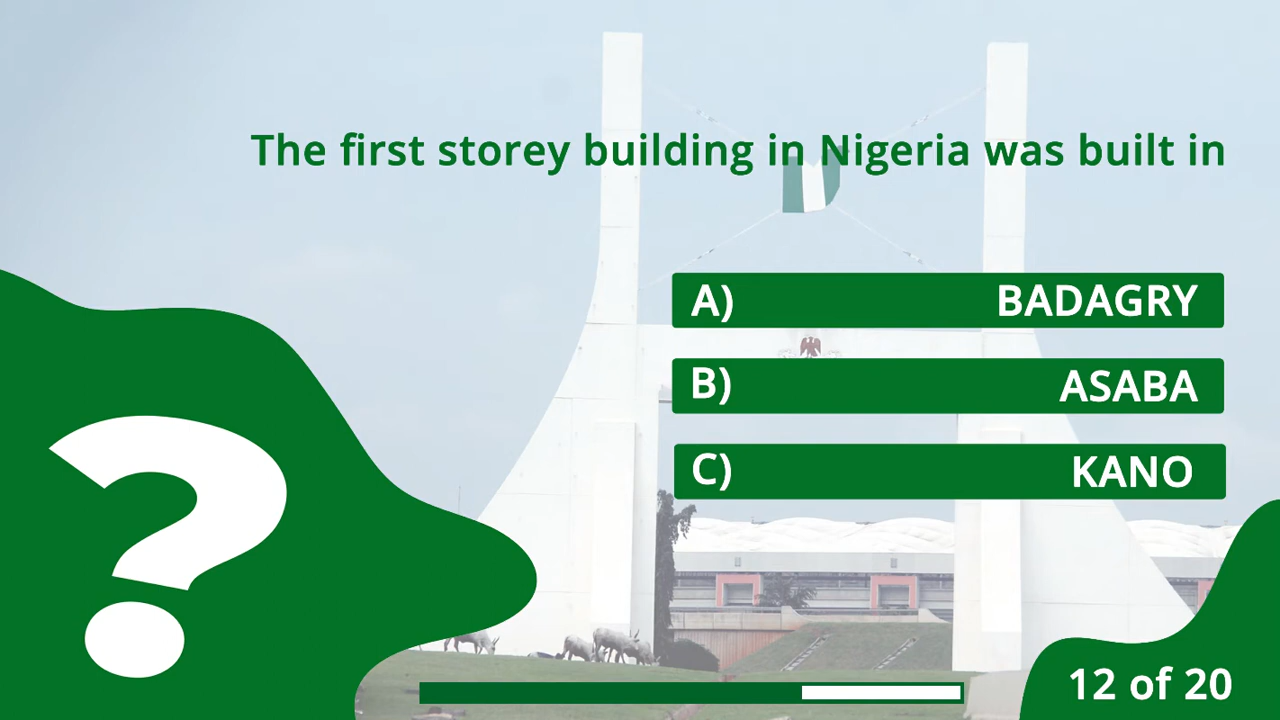 The first storey building in Nigeria was built in
A) BADAGRY
B) ASABA
C) KANO
?
12 of 20